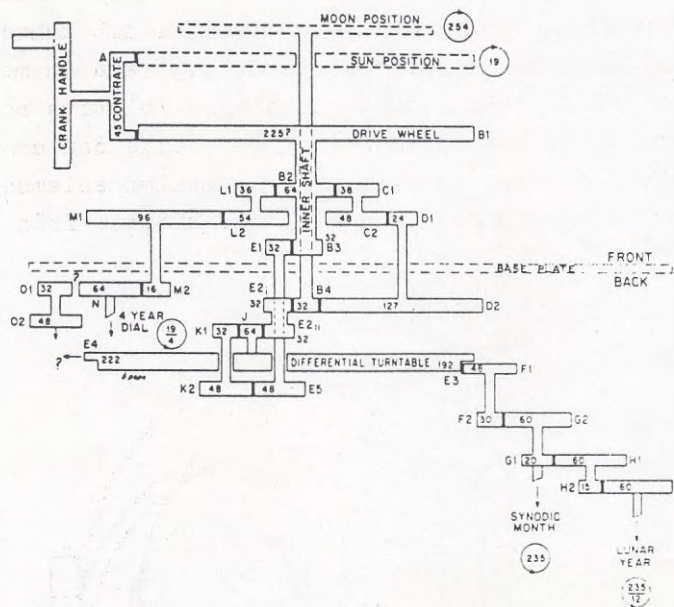 MOON POSITION
254
CRANK HANDLE
A
SUN POSITION
19
45 CONTRATE
225?
DRIVE WHEEL
B1
B2
INNER SHAFT
L1
36
64
38
C1
M1
96
54
48
24
D1
L2
C2
32
E1
32
B3
FRONT
BASE PLATE
BACK
?
O1
32
64
16
M2
E2i
B4
N
32
32
127
D2
O2
48
4 YEAR
DIAL
19
4
J
E2ii
K1
32
64
32
E4
?
222
DIFFERENTIAL TURNTABLE
192
48
F1
E3
K2
48
48
E5
F2
30
60
G2
G1
20
60
H1
H2
15
60
SYNODIC
MONTH
235
LUNAR
YEAR
235
12